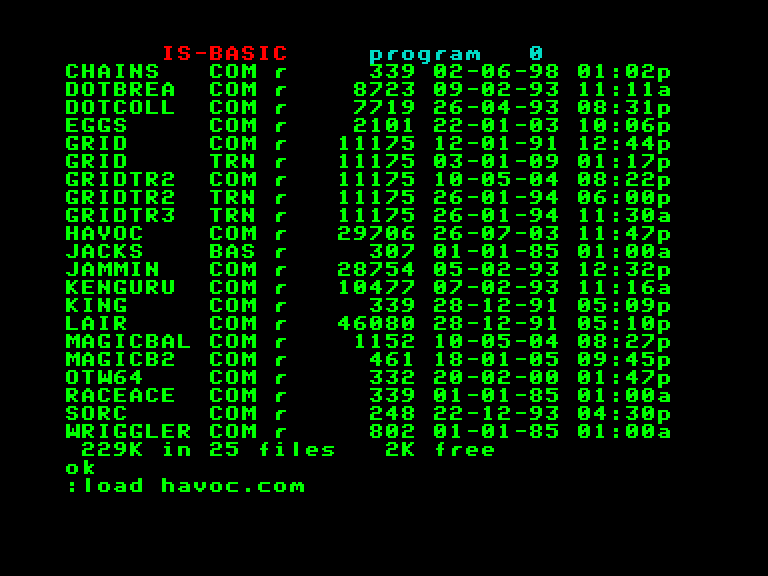 IS-BASIC program 0
CHAINS COM r 339 02-06-98 01:02p
DOTBREA COM r 8723 09-02-93 11:11a
DOTCOLL COM r 7719 26-04-93 08:31p
EGGS COM r 2101 22-01-03 10:06p
GRID COM r 11175 12-01-91 12:44p
GRID TRN r 11175 03-01-09 01:17p
GRIDTR2 COM r 11175 10-05-04 08:22p
GRIDTR2 TRN r 11175 26-01-94 06:00p
GRIDTR3 TRN r 11175 26-01-94 11:30a
HAVOC COM r 29706 26-07-03 11:47p
JACKS BAS r 307 01-01-85 01:00a
JAMMIN COM r 28754 05-02-93 12:32p
KENGURU COM r 10477 07-02-93 11:16a
KING COM r 339 28-12-91 05:09p
LAIR COM r 46080 28-12-91 05:10p
MAGICBAL COM r 1152 10-05-04 08:27p
MAGICB2 COM r 461 18-01-05 09:45p
OTW64 COM r 332 20-02-00 01:47p
RACEACE COM r 339 01-01-85 01:00a
SORC COM r 248 22-12-93 04:30p
WRIGGLER COM r 802 01-01-85 01:00a
229K in 25 files 2K free
ok
:load havoc.com